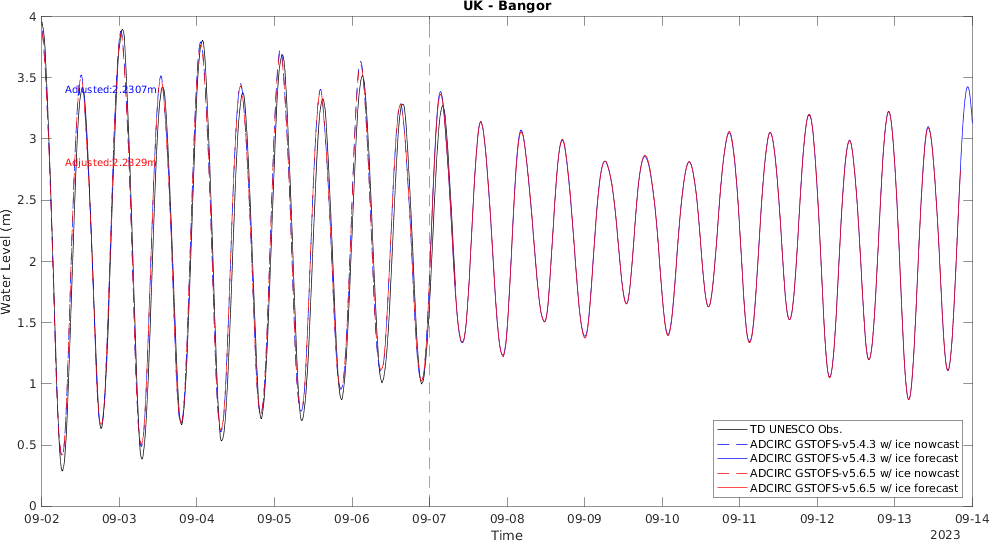 UK - Bangor
4
3.5
3
2.5
2
1.5
1
0.5
0
Water Level (m)
Adjusted:2.2307m
Adjusted:2.2329m
TD UNESCO Obs.
ADCIRC GSTOFS-v5.4.3 w/ ice nowcast
ADCIRC GSTOFS-v5.4.3 w/ ice forecast
ADCIRC GSTOFS-v5.6.5 w/ ice nowcast
ADCIRC GSTOFS-v5.6.5 w/ ice forecast
09-02 09-03 09-04 09-05 09-06 09-07 09-08 09-09 09-10 09-11 09-12 09-13 09-14
Time
2023